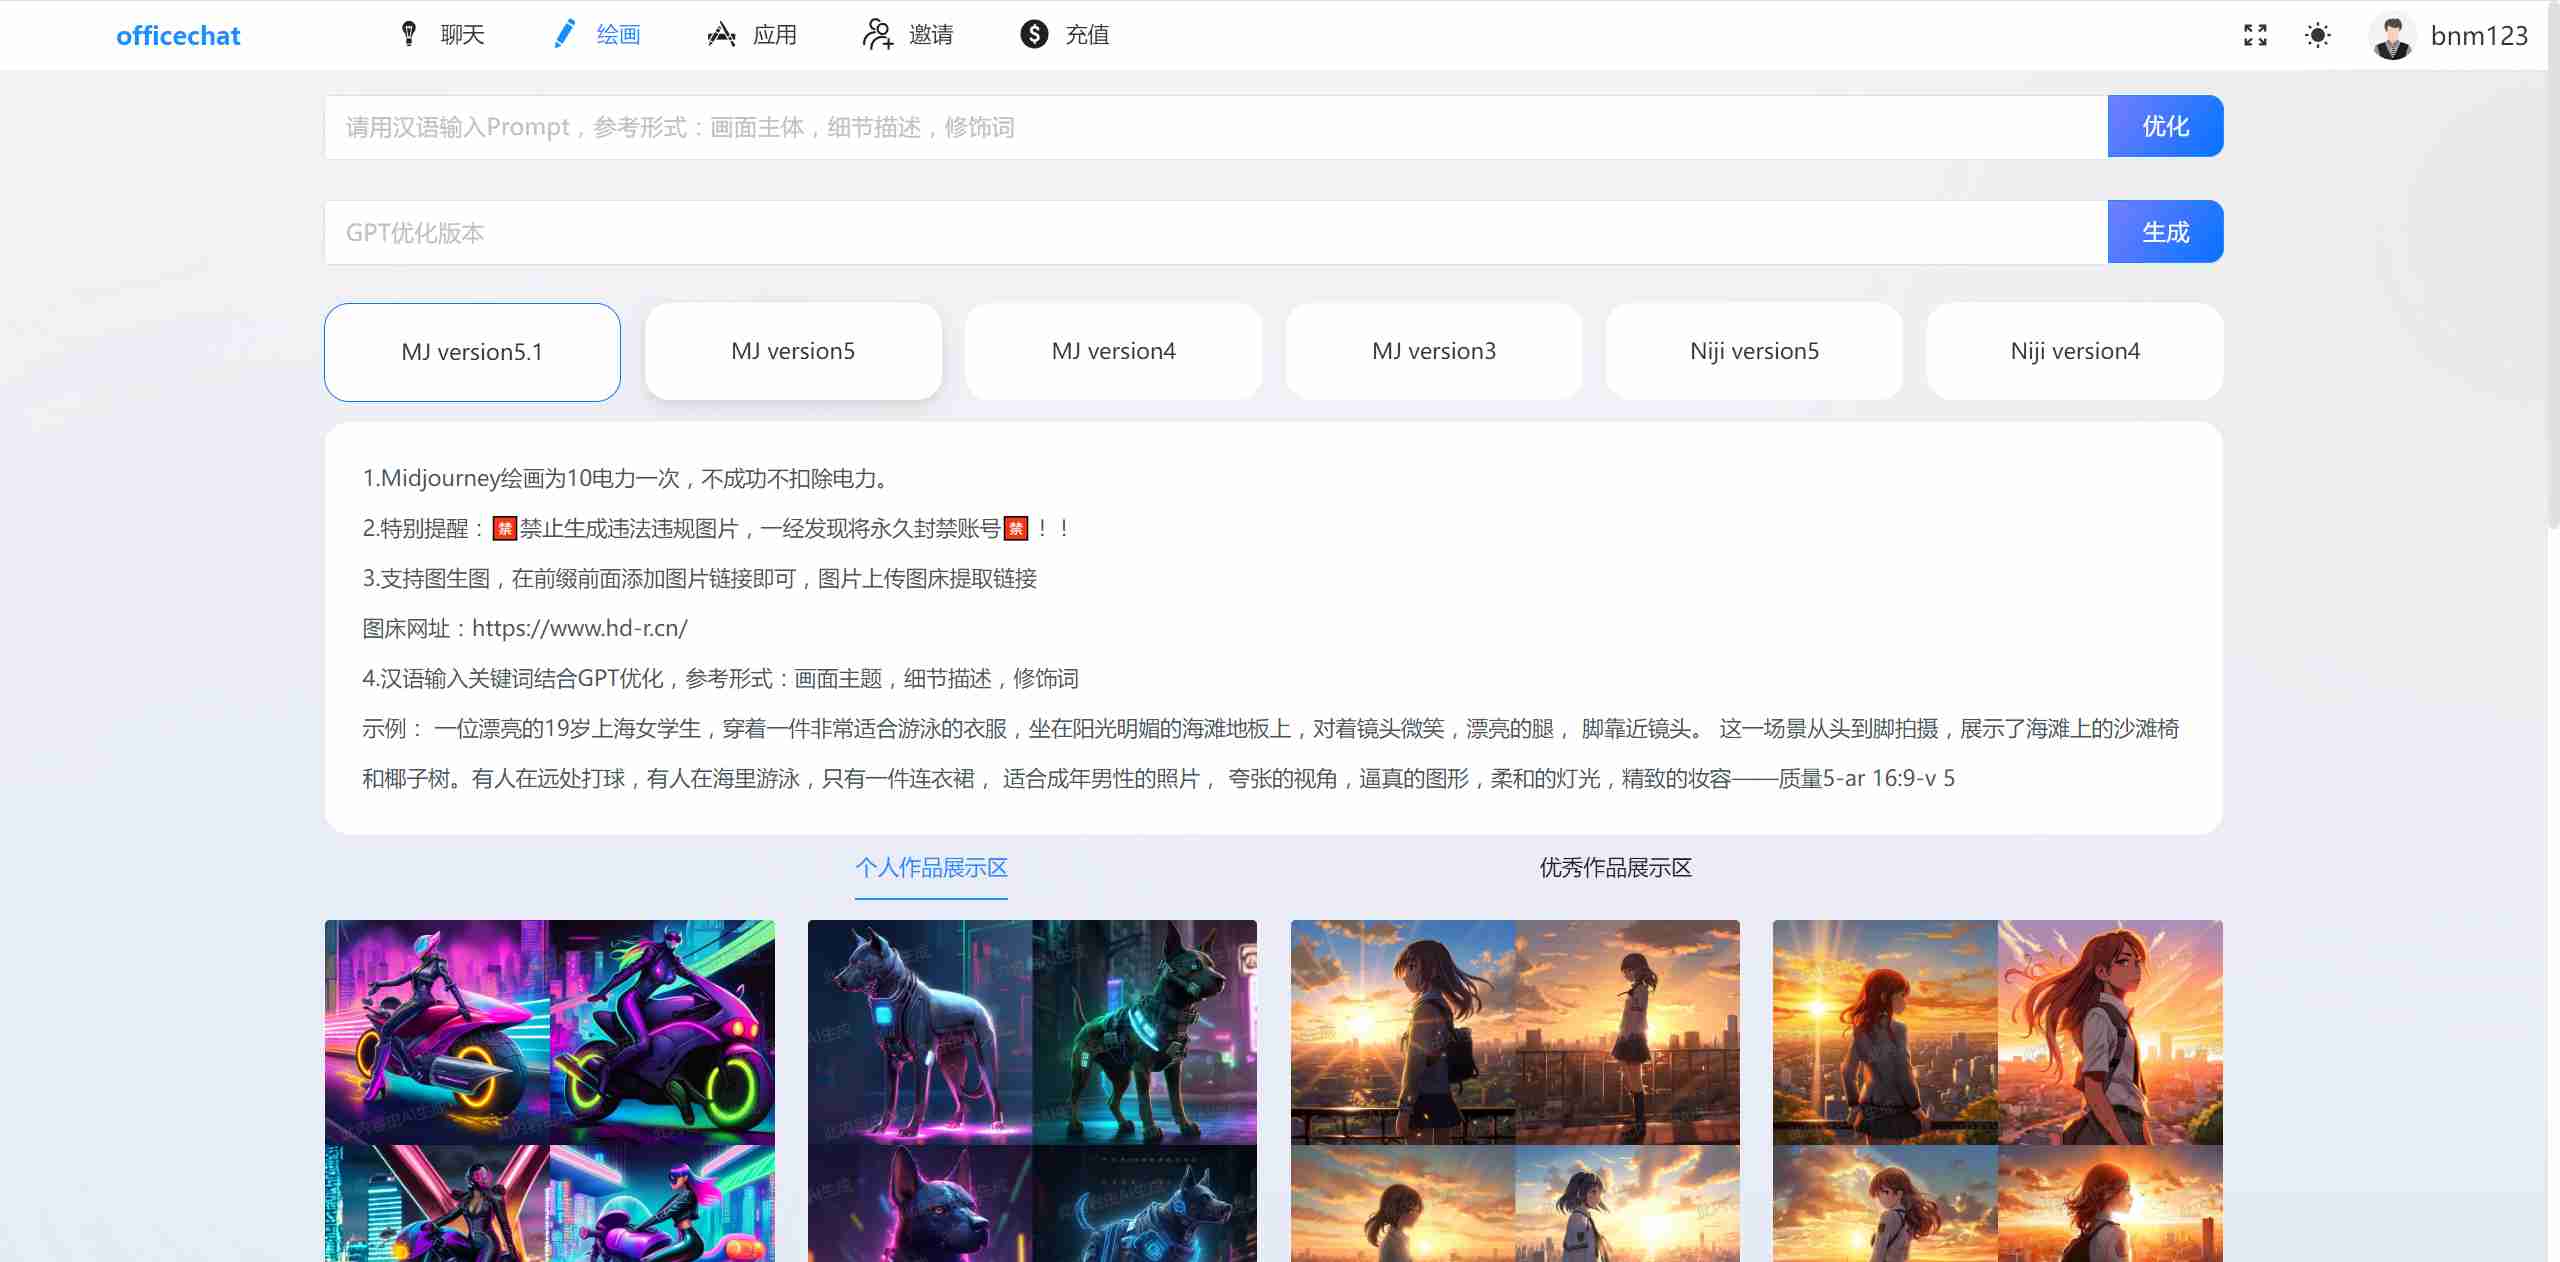 officechat
聊天
绘画
应用
邀请
充值
bnm123
请用汉语输入Prompt，参考形式：画面主体，细节描述，修饰词
优化
GPT优化版本
生成
MJ version5.1
MJ version5
MJ version4
MJ version3
Niji version5
Niji version4
1.Midjourney绘画为10电力一次，不成功不扣除电力。
2.特别提醒：禁禁止生成违法违规图片，一经发现将永久封禁账号禁！！
3.支持图生图，在前缀前面添加图片链接即可，图片上传图床提取链接
图床网址：https://www.hd-r.cn/
4.汉语输入关键词结合GPT优化，参考形式：画面主题，细节描述，修饰词
示例： 一位漂亮的19岁上海女学生，穿着一件非常适合游泳的衣服，坐在阳光明媚的海滩地板上，对着镜头微笑，漂亮的腿， 脚靠近镜头。 这一场景从头到脚拍摄，展示了海滩上的沙滩椅
和椰子树。有人在远处打球，有人在海里游泳，只有一件连衣裙， 适合成年男性的照片， 夸张的视角，逼真的图形，柔和的灯光，精致的妆容——质量5-ar 16:9-v 5
个人作品展示区
优秀作品展示区